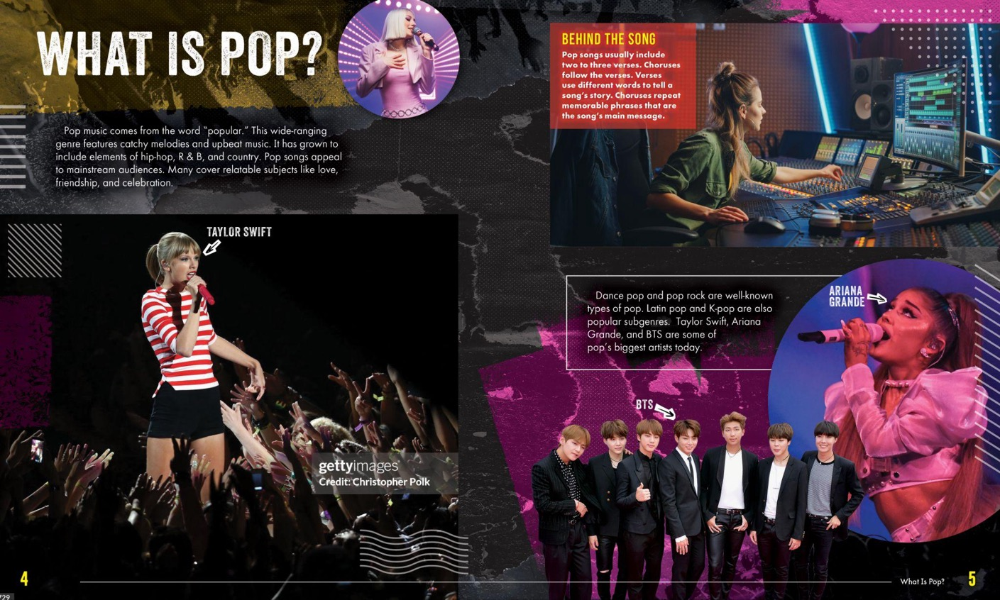 WHAT IS POP?
Pop music comes from the word “popular.” This wide-ranging
genre features catchy melodies and upbeat music. It has grown to
include elements of hip-hop, R & B, and country. Pop songs appeal
to mainstream audiences. Many cover relatable subjects like love,
friendship, and celebration.
TAYLOR SWIFT
gettyimages
Credit: Christopher Polk
4
729
BEHIND THE SONG
Pop songs usually include
two to three verses. Choruses
follow the verses. Verses
use different words to tell a
song’s story. Choruses repeat
memorable phrases that are
the song’s main message.
Dance pop and pop rock are well-known
types of pop. Latin pop and K-pop are also
popular subgenres. Taylor Swift, Ariana
Grande, and BTS are some of
pop’s biggest artists today.
ARIANA
GRANDE
BTS
What Is Pop?
5